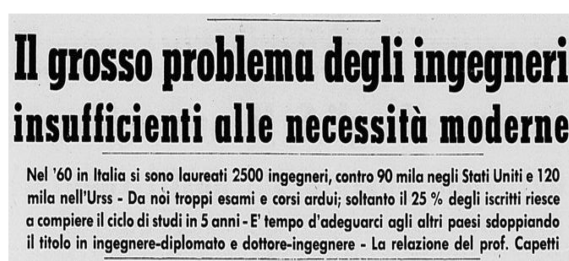 Il grosso problema degli ingegneri
insufficienti alle necessità moderne
Nel '60 in Italia si sono laureati 2500 ingegneri, contro 90 mila negli Stati Uniti e 120
mila nell'Urss - Da nòi troppi esami e corsi ardui; soltanto il 25 % degli iscritti riesce
a compiere il ciclo di studi in 5 anni - E' tempo d'adeguarci agli altri paesi sdoppiando
il titolo in ingegnere-diplomato e dottore-ingegnere - La relazione del prof. Capetti